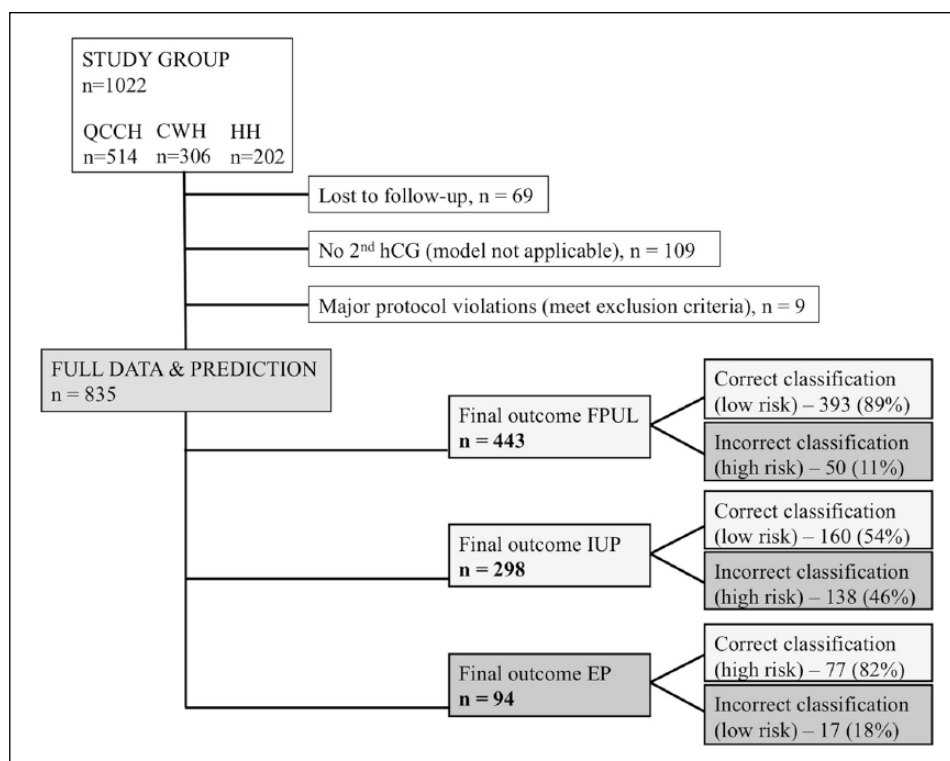 STUDY GROUP
n=1022
QCCH CWH HH
n=514 n=306 n=202
Lost to follow-up, n = 69
No 2nd hCG (model not applicable), n = 109
Major protocol violations (meet exclusion criteria), n = 9
FULL DATA & PREDICTION
n = 835
Final outcome FPUL
n = 443
Correct classification
(low risk) – 393 (89%)
Incorrect classification
(high risk) – 50 (11%)
Final outcome IUP
n = 298
Correct classification
(low risk) – 160 (54%)
Incorrect classification
(high risk) – 138 (46%)
Final outcome EP
n = 94
Correct classification
(high risk) – 77 (82%)
Incorrect classification
(low risk) – 17 (18%)